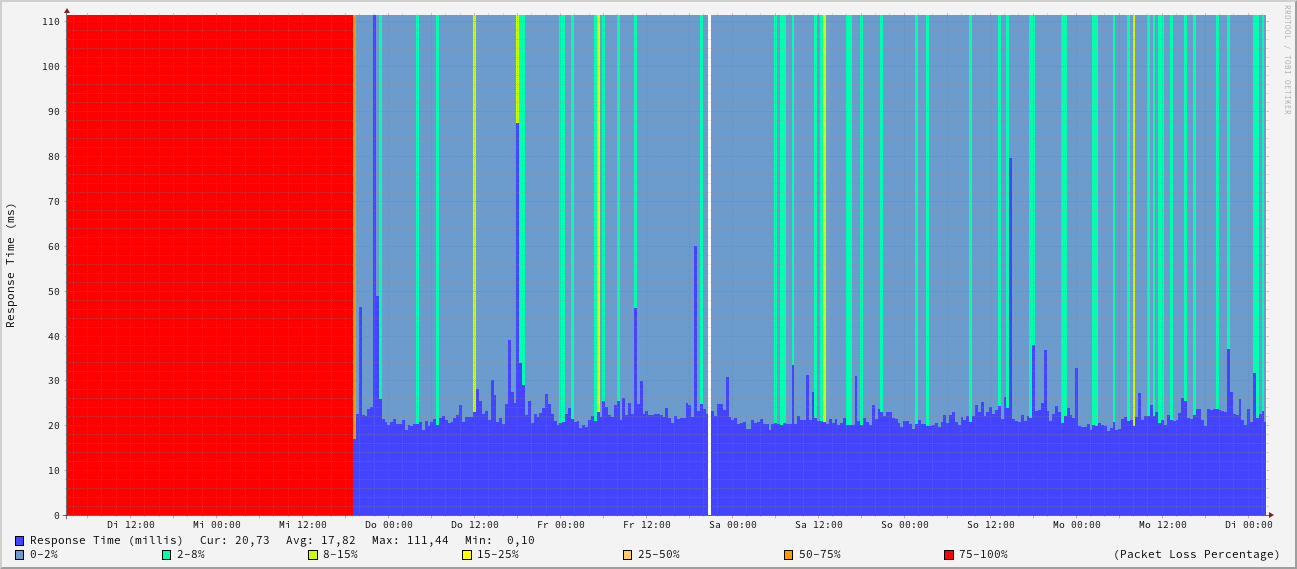 RRDTOOL / TOBI OETIKER
Response Time (ms)
110
100
90
80
70
60
50
40
30
20
10
0
Di 12:00 Mi 00:00 Mi 12:00 Do 00:00 Do 12:00 Fr 00:00 Fr 12:00 Sa 00:00 Sa 12:00 So 00:00 So 12:00 Mo 00:00 Mo 12:00 Di 00:00
Response Time (millis) Cur: 20,73 Avg: 17,82 Max: 111,44 Min: 0,10
0-2% 2-8% 8-15% 15-25% 25-50% 50-75% 75-100% (Packet Loss Percentage)